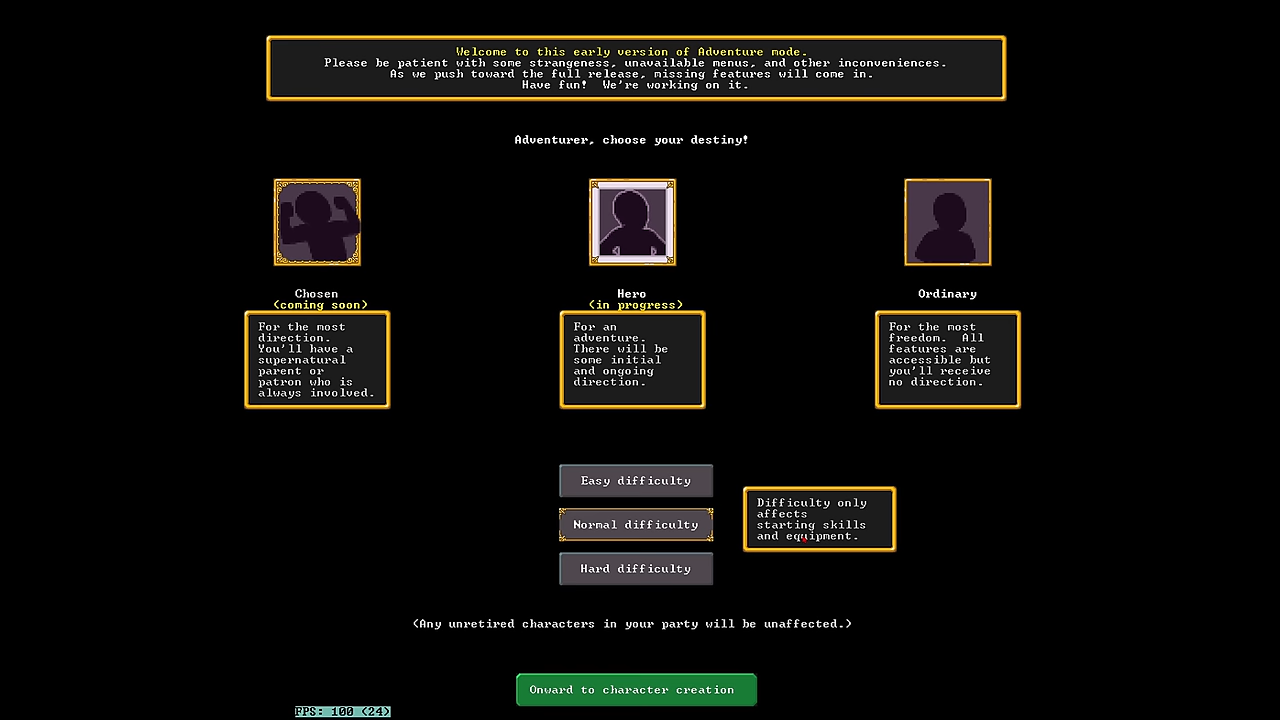 Welcome to this early version of Adventure mode.
Please be patient with some strangeness, unavailable menus, and other inconveniences.
As we push toward the full release, missing features will come in.
Have fun!  We're working on it.
Adventurer, choose your destiny!
Chosen
(coming soon)
For the most
direction.
You'll have a
supernatural
parent or
patron who is
always involved.
Hero
(in progress)
For an
adventure.
There will be
some initial
and ongoing
direction.
Ordinary
For the most
freedom.  All
features are
accessible but
you'll receive
no direction.
Easy difficulty
Normal difficulty
Hard difficulty
Difficulty only
affects
starting skills
and equipment.
(Any unretired characters in your party will be unaffected.)
Onward to character creation
FPS: 100 (24)